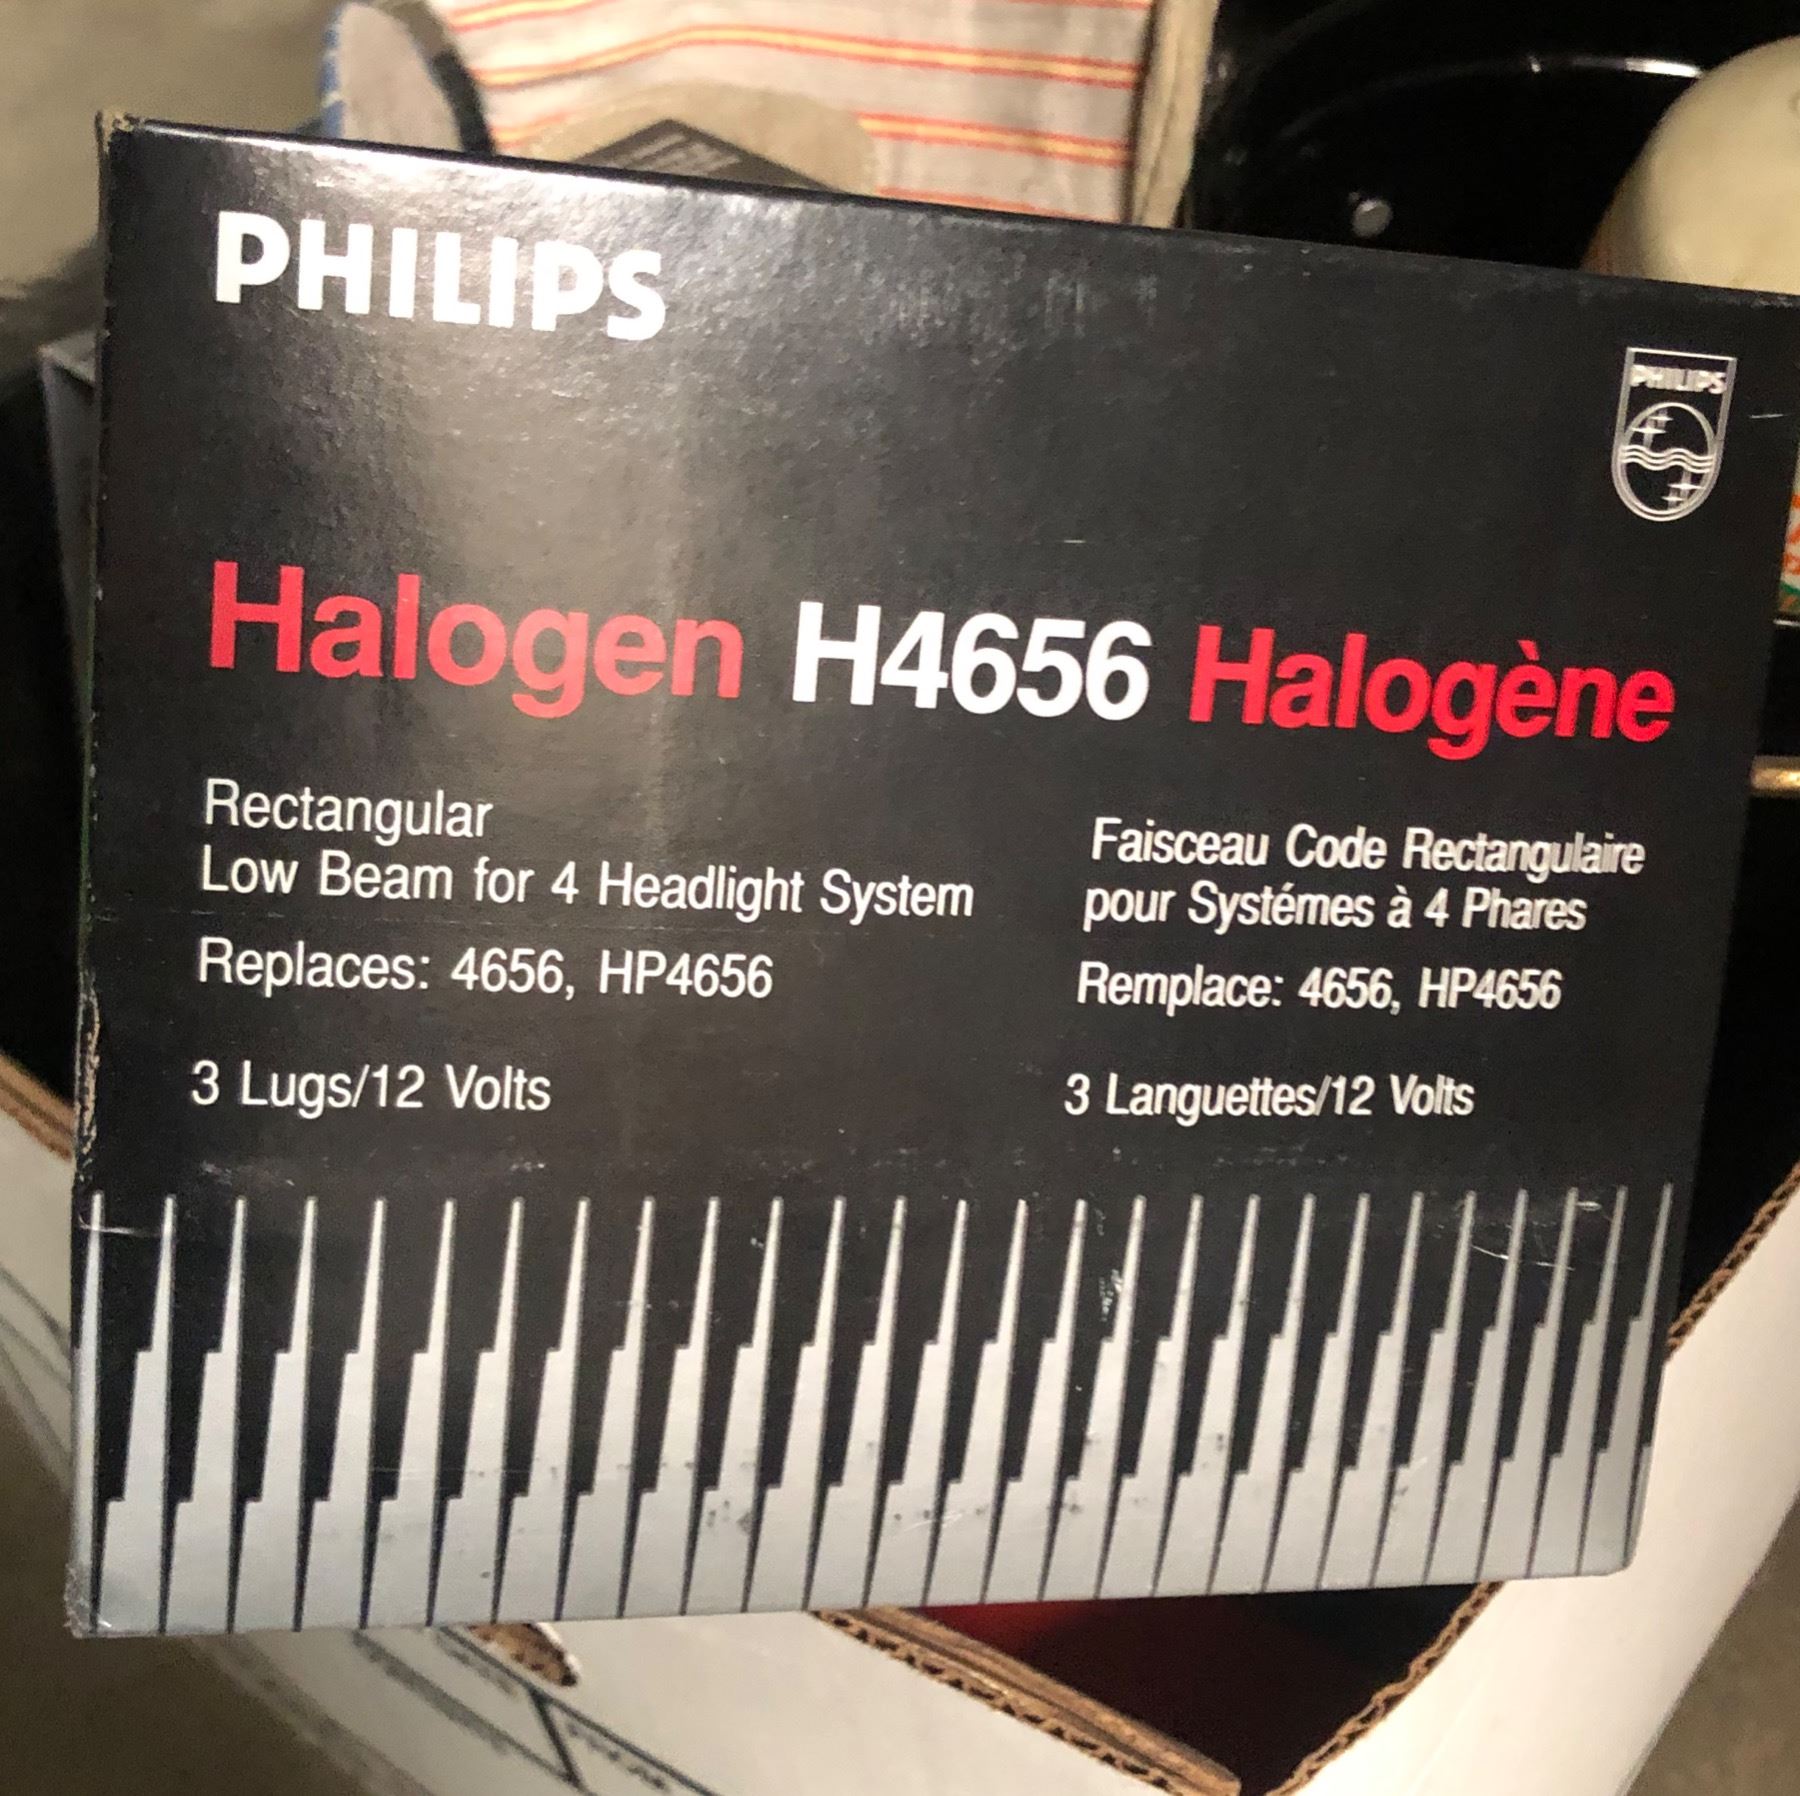 PHILIPS
PHILIPS
Halogen H4656 Halogène
Rectangular
Low Beam for 4 Headlight System
Replaces: 4656, HP4656
3 Lugs/12 Volts
Faisceau Code Rectangulaire
pour Systémes à 4 Phares
Remplace: 4656, HP4656
3 Languettes/12 Volts